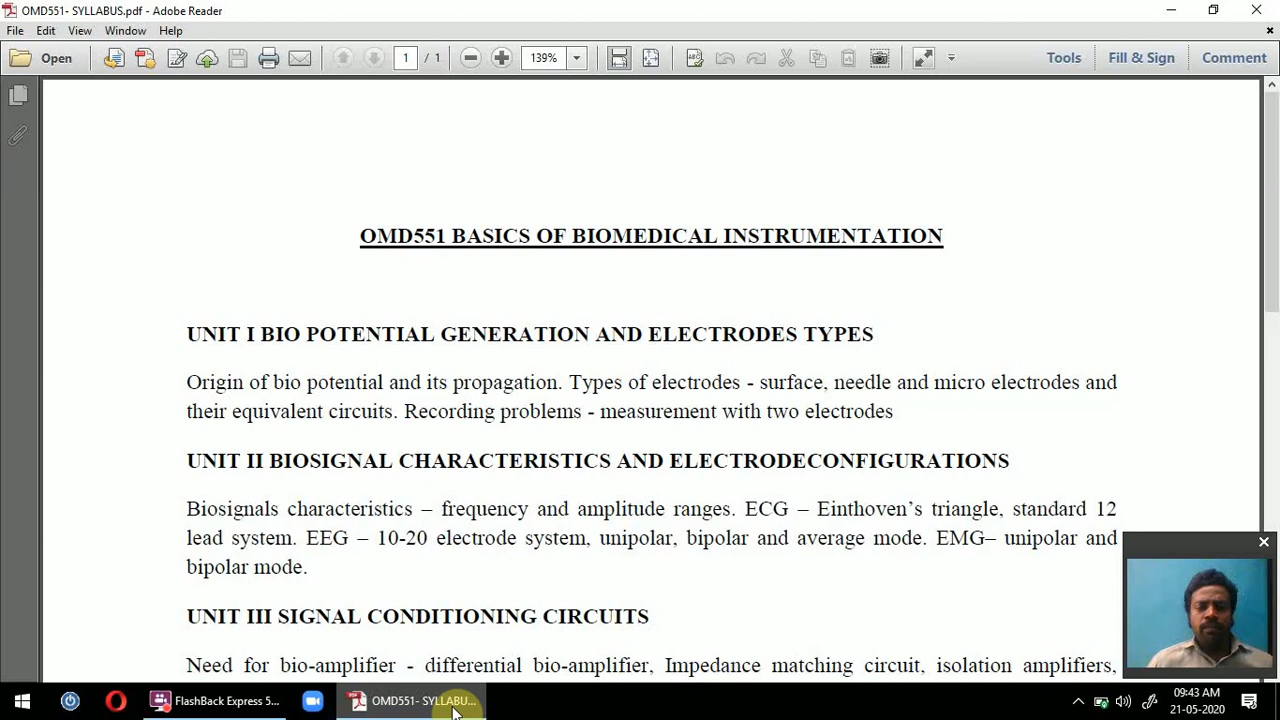 OMD551- SYLLABUS.pdf - Adobe Reader
File Edit View Window Help
Open 1 / 1 139% Tools Fill & Sign Comment
OMD551 BASICS OF BIOMEDICAL INSTRUMENTATION
UNIT I BIO POTENTIAL GENERATION AND ELECTRODES TYPES
Origin of bio potential and its propagation. Types of electrodes - surface, needle and micro electrodes and
their equivalent circuits. Recording problems - measurement with two electrodes
UNIT II BIOSIGNAL CHARACTERISTICS AND ELECTRODECONFIGURATIONS
Biosignals characteristics – frequency and amplitude ranges. ECG – Einthoven’s triangle, standard 12
lead system. EEG – 10-20 electrode system, unipolar, bipolar and average mode. EMG– unipolar and
bipolar mode.
UNIT III SIGNAL CONDITIONING CIRCUITS
Need for bio-amplifier - differential bio-amplifier, Impedance matching circuit, isolation amplifiers,
FlashBack Express 5... OMD551- SYLLABU... 09:43 AM
21-05-2020